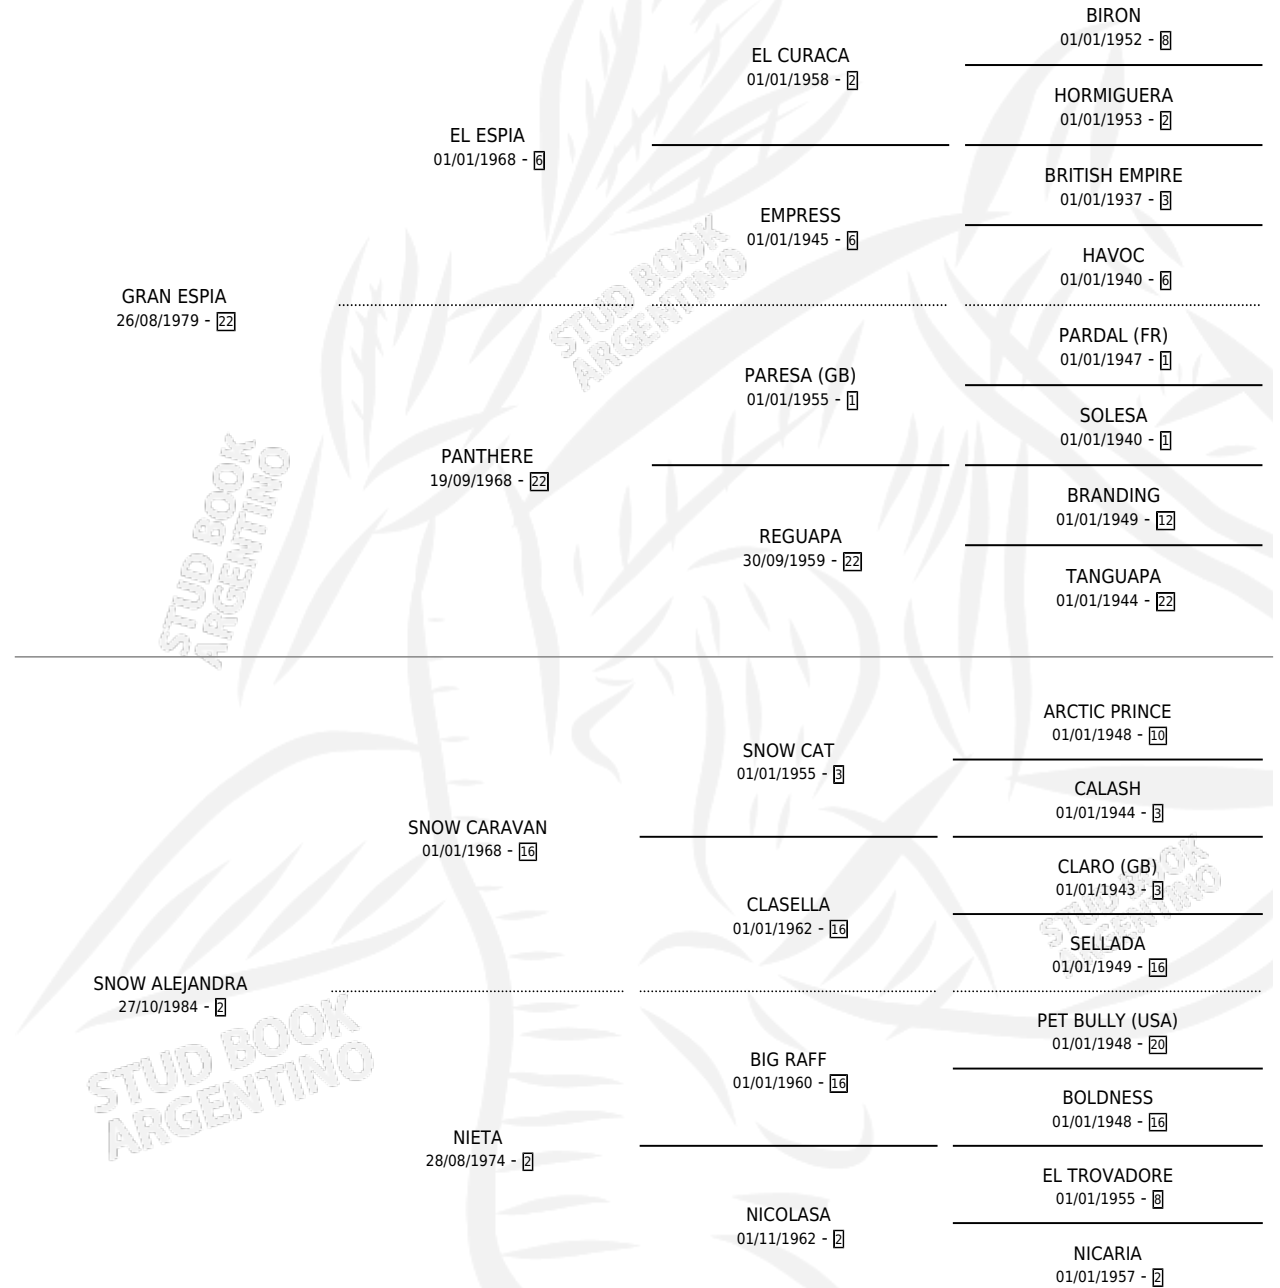 BIRON
01/01/1952 - 8
EL CURACA
01/01/1958 - 2
HORMIGUERA
01/01/1953 - 2
EL ESPIA
01/01/1968 - 6
BRITISH EMPIRE
01/01/1937 - 3
EMPRESS
01/01/1945 - 6
HAVOC
01/01/1940 - 6
GRAN ESPIA
26/08/1979 - 22
PARDAL (FR)
01/01/1947 - 1
PARESA (GB)
01/01/1955 - 1
SOLESA
01/01/1940 - 1
PANTHERE
19/09/1968 - 22
BRANDING
01/01/1949 - 12
REGUAPA
30/09/1959 - 22
TANGUAPA
01/01/1944 - 22
ARCTIC PRINCE
01/01/1948 - 10
SNOW CAT
01/01/1955 - 3
CALASH
01/01/1944 - 3
SNOW CARAVAN
01/01/1968 - 16
CLARO (GB)
01/01/1943 - 3
CLASELLA
01/01/1962 - 16
SELLADA
01/01/1949 - 16
SNOW ALEJANDRA
27/10/1984 - 2
PET BULLY (USA)
01/01/1948 - 20
BIG RAFF
01/01/1960 - 16
BOLDNESS
01/01/1948 - 16
NIETA
28/08/1974 - 2
EL TROVADORE
01/01/1955 - 8
NICOLASA
01/11/1962 - 2
NICARIA
01/01/1957 - 2
STUD BOOK
ARGENTINO
STUD BOOK
ARGENTINO
STUD BOOK
ARGENTINO
STUD BOOK
ARGENTINO